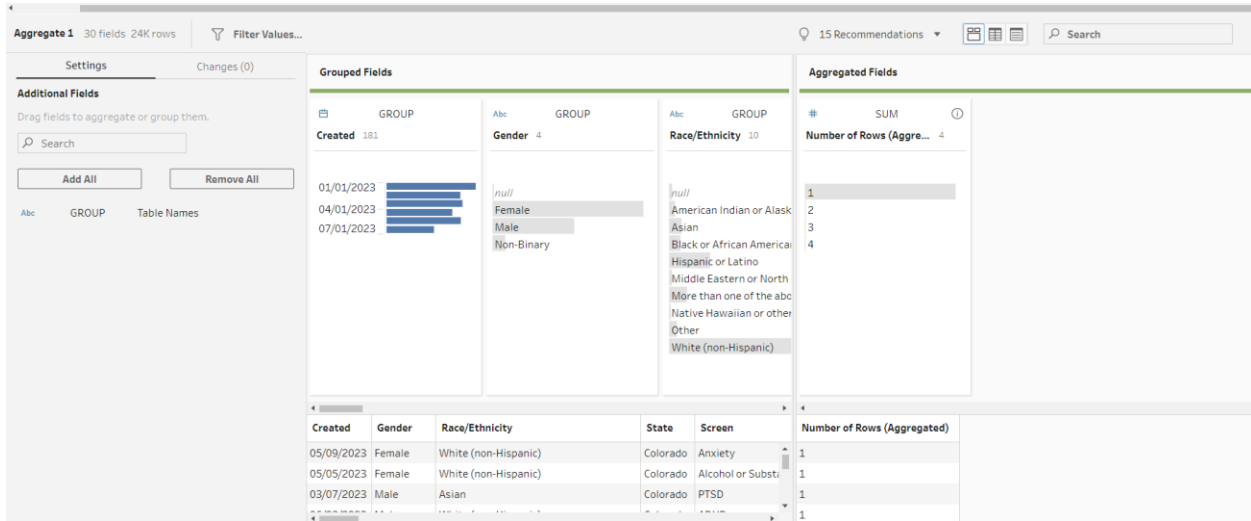 Aggregate 1 30 fields 24K rows Filter Values... 15 Recommendations Search
Settings Changes (0)
Additional Fields
Drag fields to aggregate or group them.
Search
Add All Remove All
Abc GROUP Table Names
Grouped Fields
GROUP
Created 181
01/01/2023
04/01/2023
07/01/2023
Abc GROUP
Gender 4
null
Female
Male
Non-Binary
Abc GROUP
Race/Ethnicity 10
null
American Indian or Alask
Asian
Black or African American
Hispanic or Latino
Middle Eastern or North
More than one of the abo
Native Hawaiian or other
Other
White (non-Hispanic)
Aggregated Fields
# SUM
Number of Rows (Aggre... 4
1
2
3
4
Created Gender Race/Ethnicity State Screen Number of Rows (Aggregated)
05/09/2023 Female White (non-Hispanic) Colorado Anxiety 1
05/05/2023 Female White (non-Hispanic) Colorado Alcohol or Substa 1
03/07/2023 Male Asian Colorado PTSD 1
1